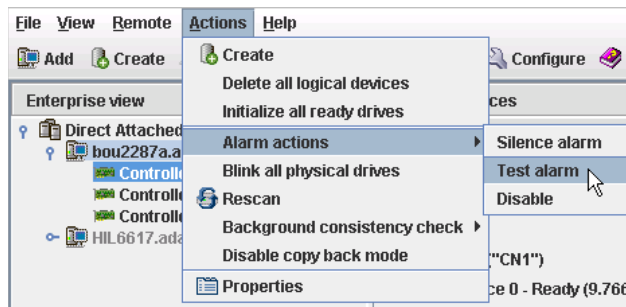 File View Remote Actions Help
Add Create Configure
Create
Delete all logical devices
Initialize all ready drives
Alarm actions
Blink all physical drives
Rescan
Background consistency check
Disable copy back mode
Properties
Silence alarm
Test alarm
Disable
Enterprise view
Direct Attached
bou2287a.a
Controlle
Controlle
Controlle
HIL6617.ada
ces
"CN1")
ce 0 - Ready (9.766